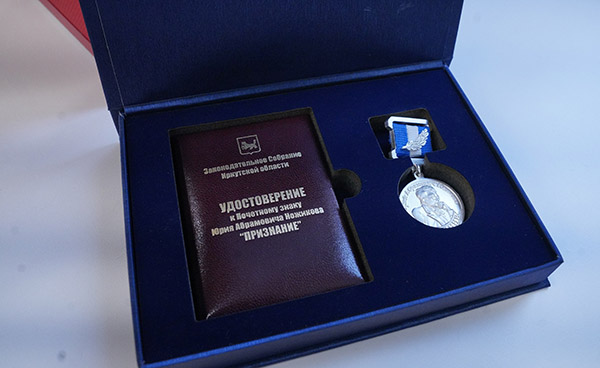 Законодательное Собрание
Иркутской области
УДОСТОВЕРЕНИЕ
к Почетному знаку
Юрия Абрамовича Ножикова
"ПРИЗНАНИЕ"